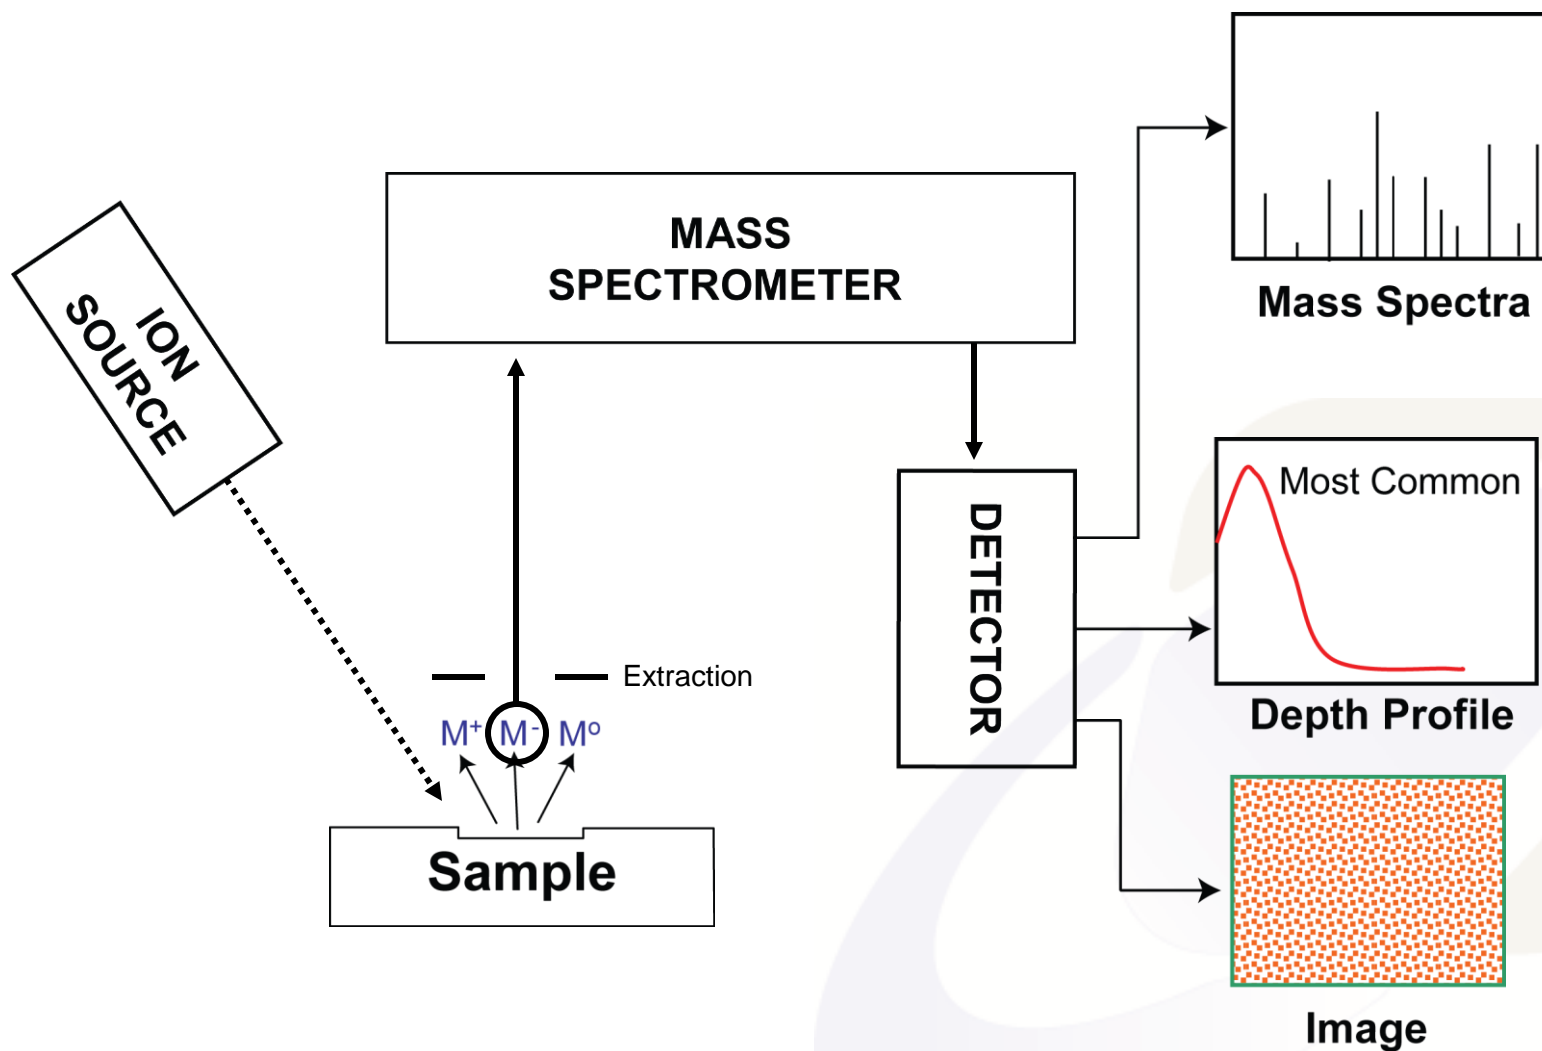 ION
SOURCE
MASS
SPECTROMETER
Extraction
M⁺ M⁻ Mº
Sample
DETECTOR
Mass Spectra
Most Common
Depth Profile
Image